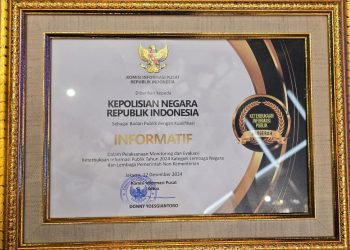 KOMISI INFORMASI PUSAT
REPUBLIK INDONESIA
Diberikan kepada
KEPOLISIAN NEGARA
REPUBLIK INDONESIA
Sebagai Badan Publik dengan Kualifikasi
INFORMATIF
Dalam Pelaksanaan Monitoring dan Evaluasi
Keterbukaan Informasi Publik Tahun 2024 Kategori Lembaga Negara
dan Lembaga Pemerintah Non Kementerian
Jakarta, 17 Desember 2024
Komisi Informasi Pusat
Ketua
DONNY YOESGIANTORO
KETERBUKAAN
INFORMASI
PUBLIK